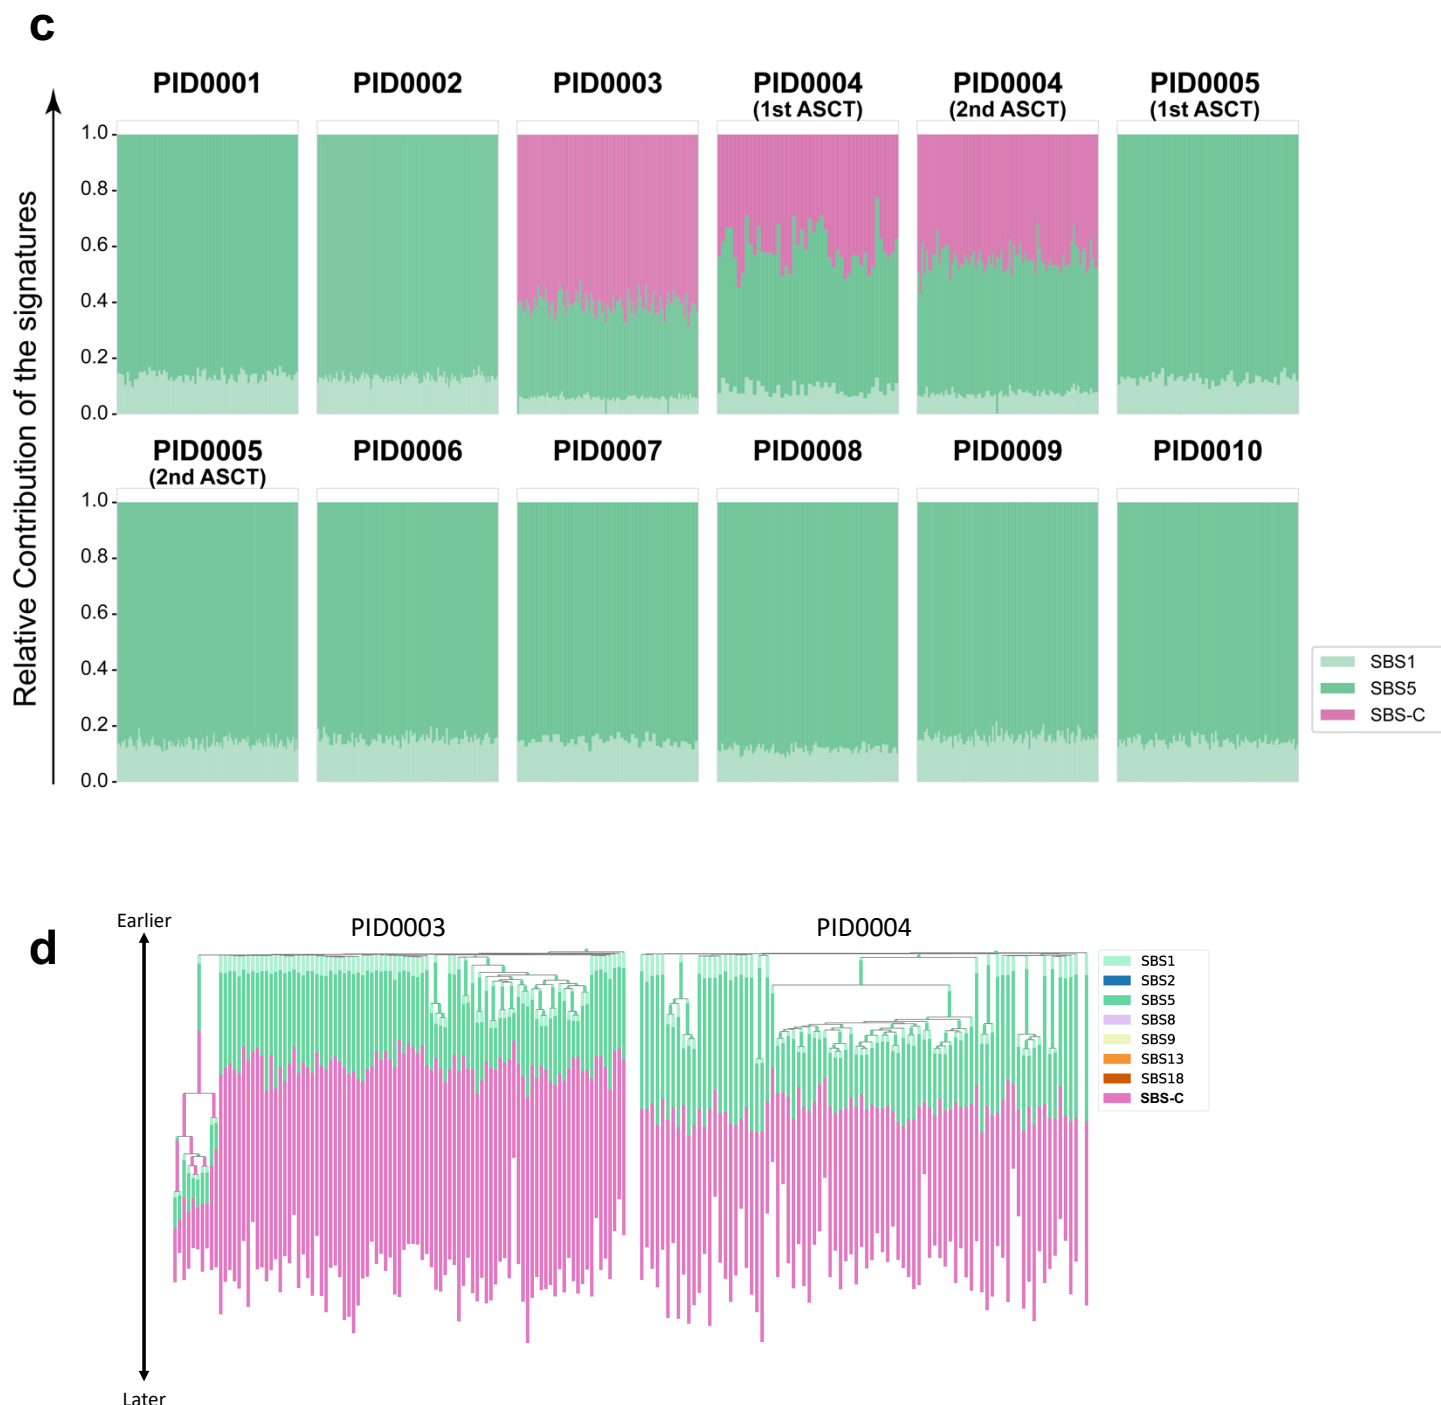 c
PID0001
PID0002
PID0003
PID0004
(1st ASCT)
PID0004
(2nd ASCT)
PID0005
(1st ASCT)
Relative Contribution of the signatures
1.0
0.8
0.6
0.4
0.2
0.0
PID0005
(2nd ASCT)
PID0006
PID0007
PID0008
PID0009
PID0010
1.0
0.8
0.6
0.4
0.2
0.0
SBS1
SBS5
SBS-C
d
Earlier
Later
PID0003
PID0004
SBS1
SBS2
SBS5
SBS8
SBS9
SBS13
SBS18
SBS-C